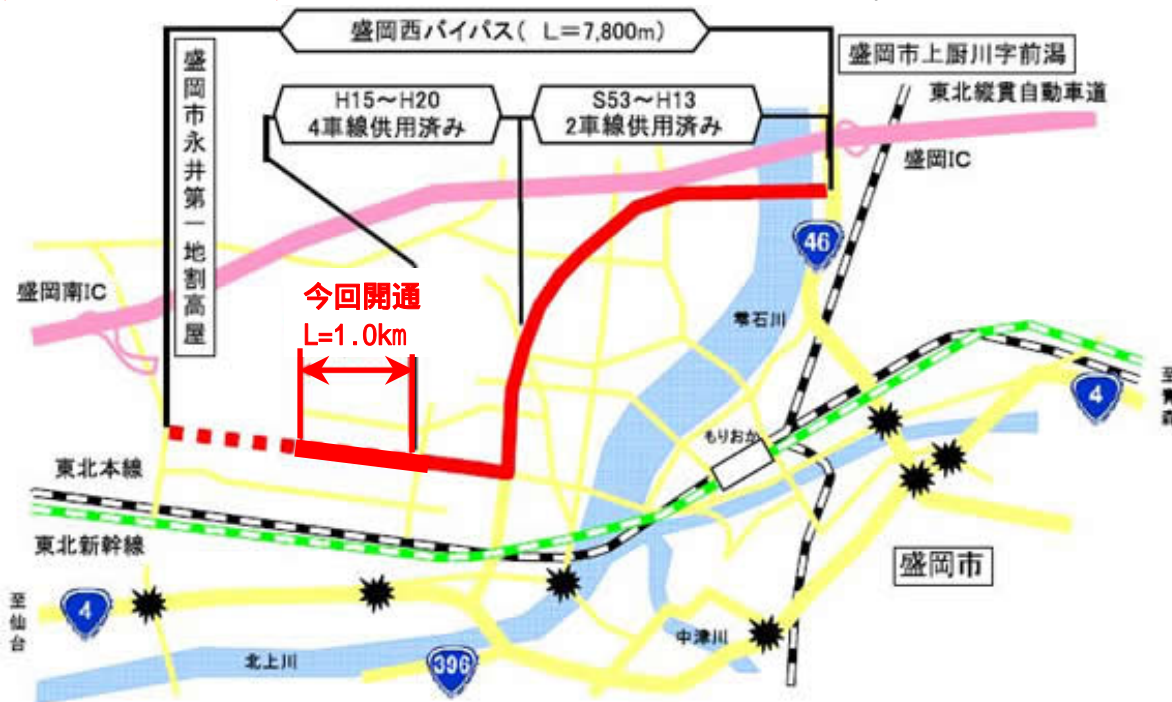 盛岡西バイパス( L=7,800m)
盛岡市永井第一地割高屋
盛岡市上厨川字前潟
H15～H20
4車線供用済み
S53～H13
2車線供用済み
東北縦貫自動車道
盛岡IC
46
盛岡南IC
今回開通
L=1.0km
雫石川
4
至青森
もりおか
東北本線
東北新幹線
盛岡市
至仙台
4
中津川
北上川
396